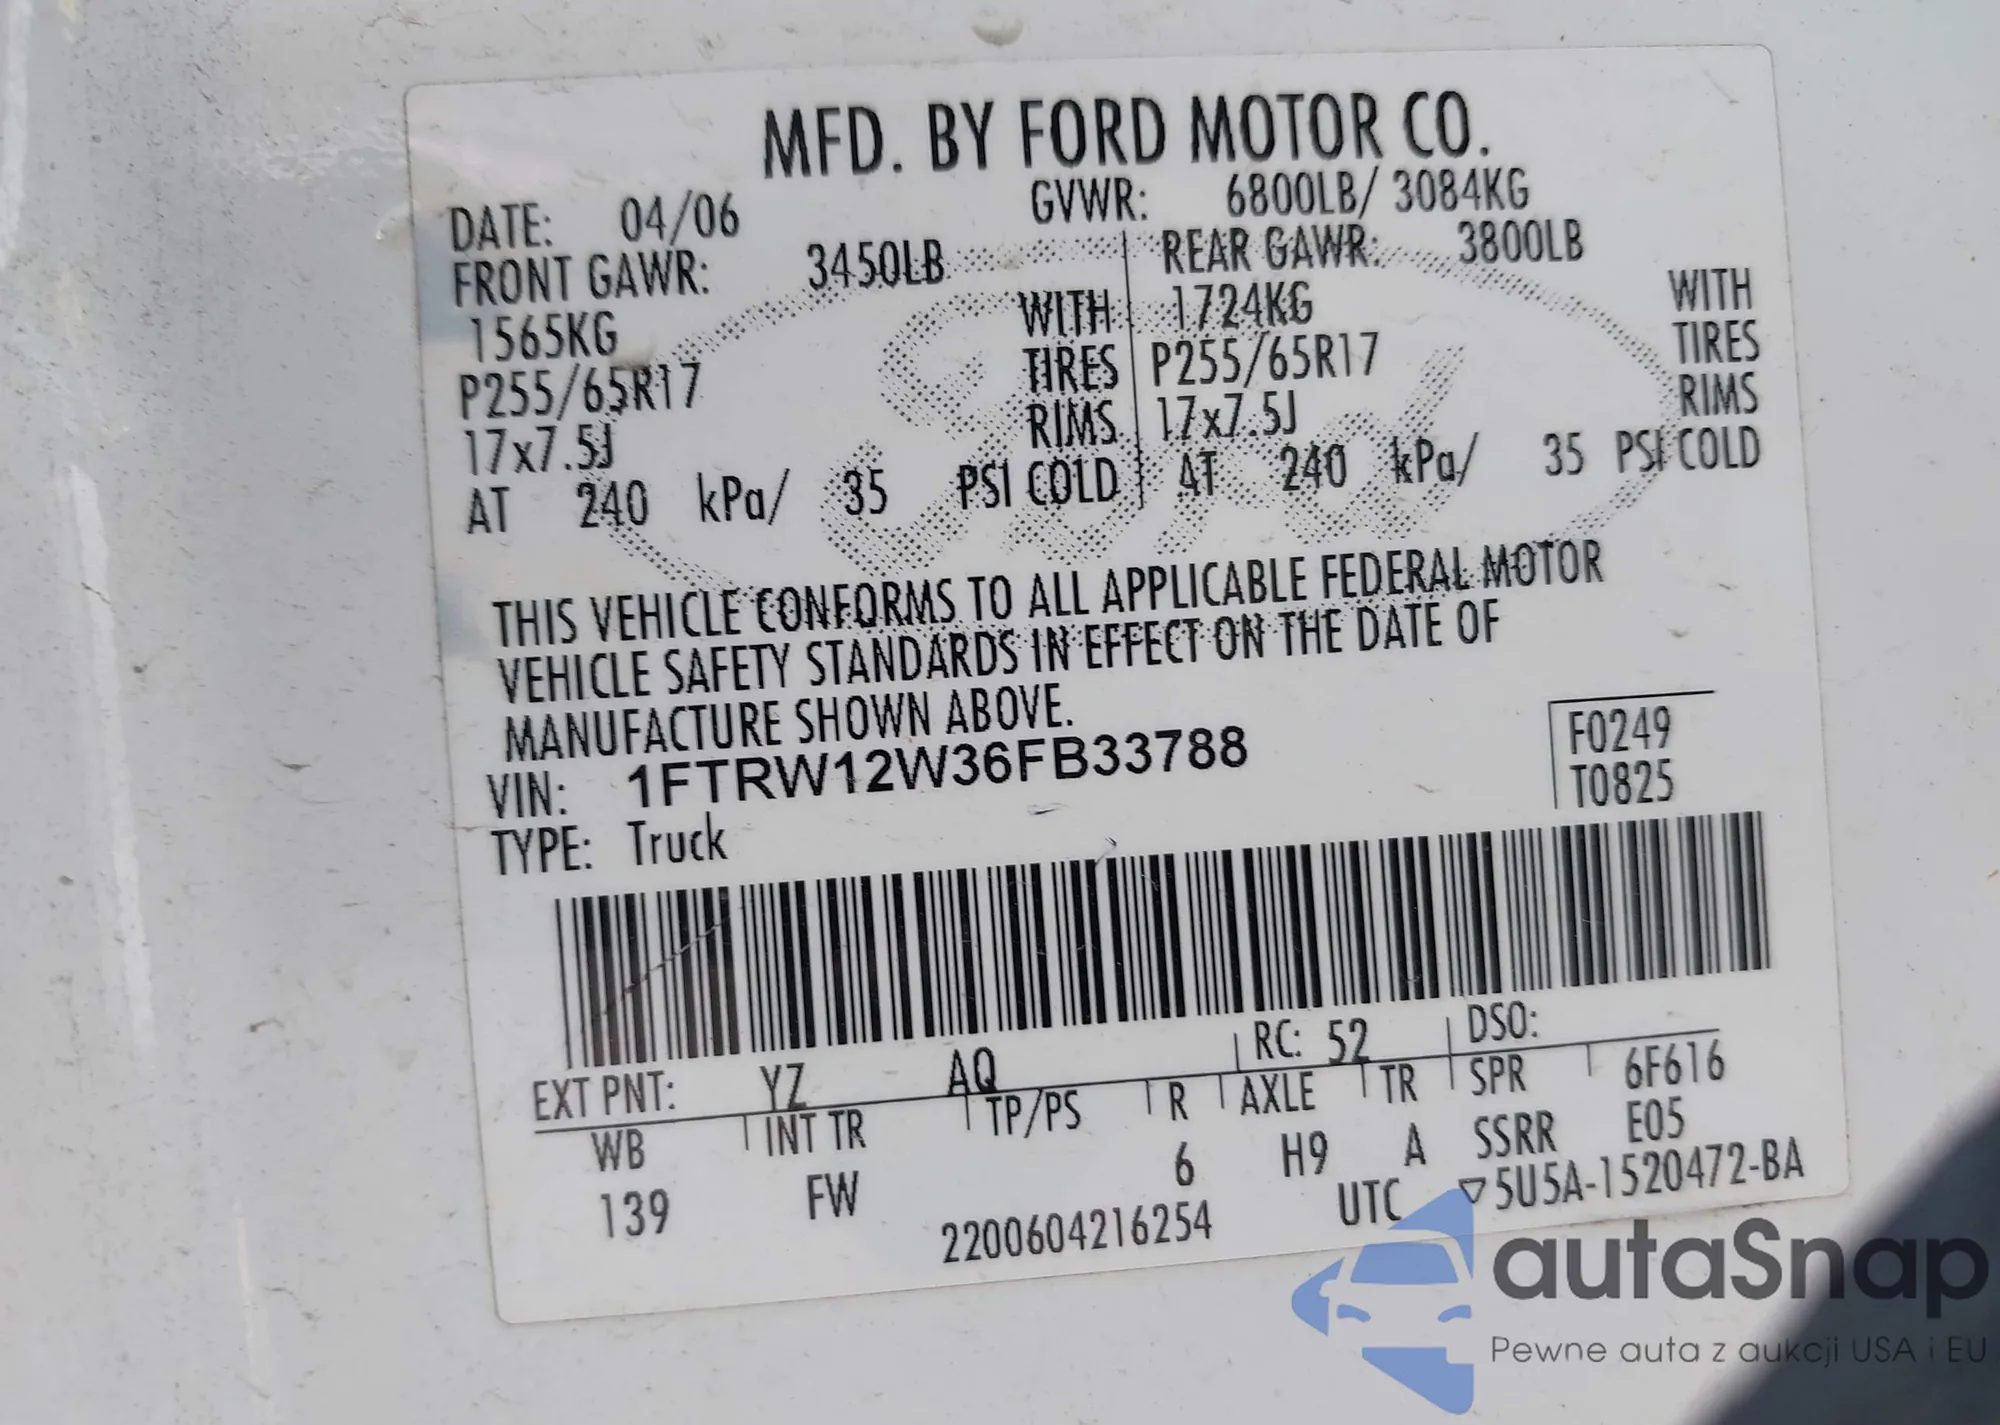 MFD. BY FORD MOTOR CO.
DATE: 04/06 GVWR: 6800LB/ 3084KG
FRONT GAWR: 3450LB REAR GAWR: 3800LB
1565KG WITH 1724KG WITH
P255/65R17 TIRES P255/65R17 TIRES
17x7.5J RIMS 17x7.5J RIMS
AT 240 kPa/ 35 PSI COLD AT 240 kPa/ 35 PSI COLD
THIS VEHICLE CONFORMS TO ALL APPLICABLE FEDERAL MOTOR
VEHICLE SAFETY STANDARDS IN EFFECT ON THE DATE OF
MANUFACTURE SHOWN ABOVE.
VIN: 1FTRW12W36FB33788 F0249
TYPE: Truck T0825
EXT PNT: YZ AQ RC: 52 DSO:
WB INT TR TP/PS R AXLE TR SPR 6F616
139 FW 6 H9 A SSRR E05
2200604216254 UTC ▽5U5A-1520472-BA
autaSnap
Pewne auta z aukcji USA i EU